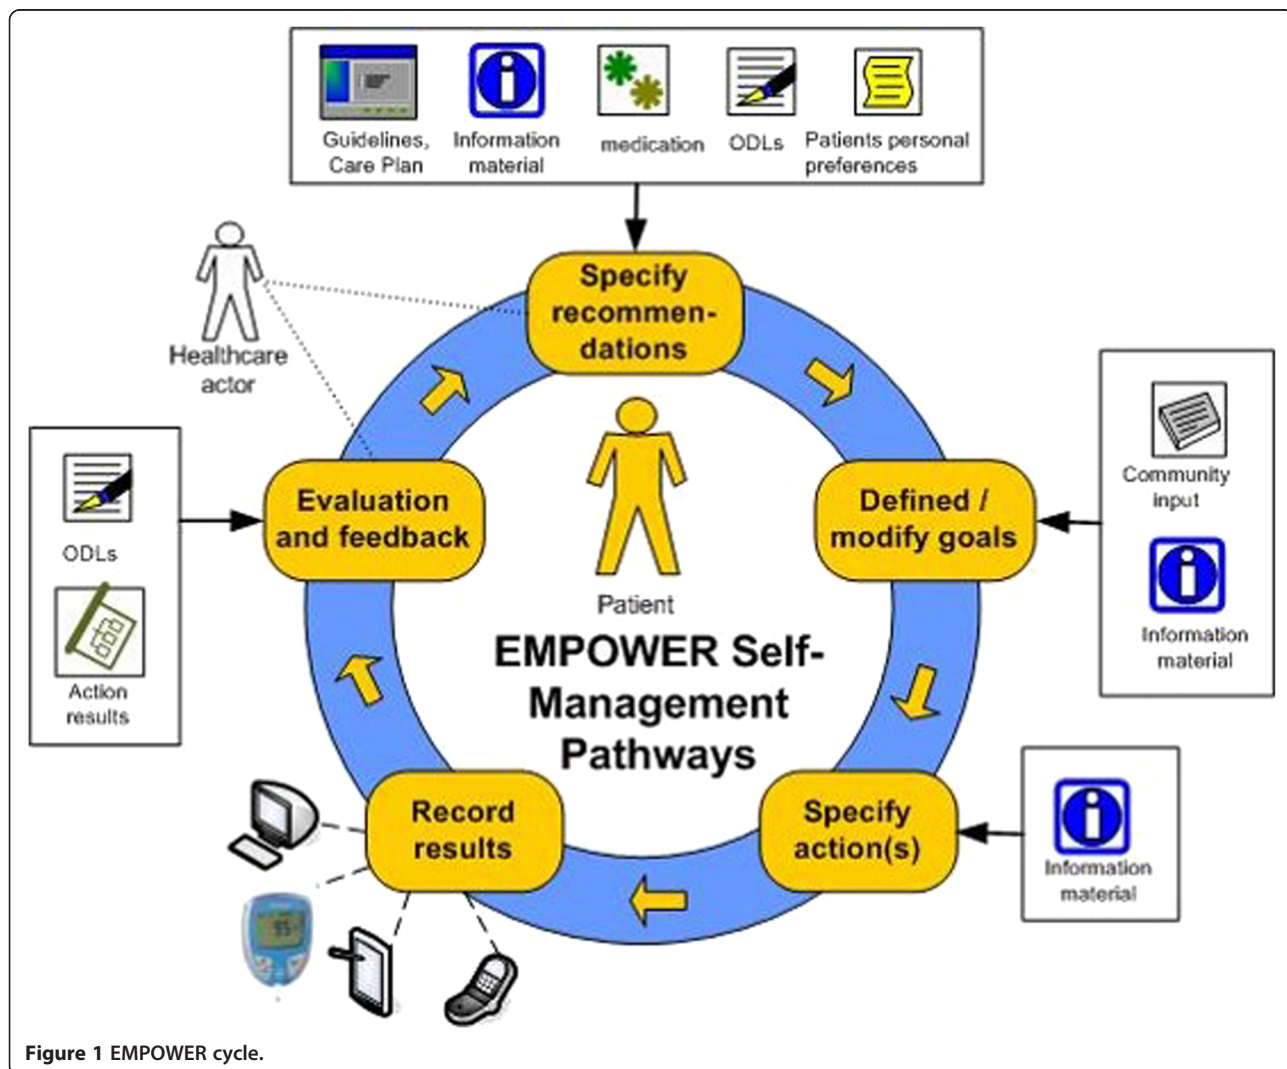 Guidelines,
Care Plan
Information
material
medication
ODLs
Patients personal
preferences
Healthcare
actor
Specify
recommen-
dations
Evaluation
and feedback
ODLs
Action
results
Patient
EMPOWER Self-
Management
Pathways
Defined /
modify goals
Community
input
Information
material
Record
results
Specify
action(s)
Information
material
Figure 1 EMPOWER cycle.